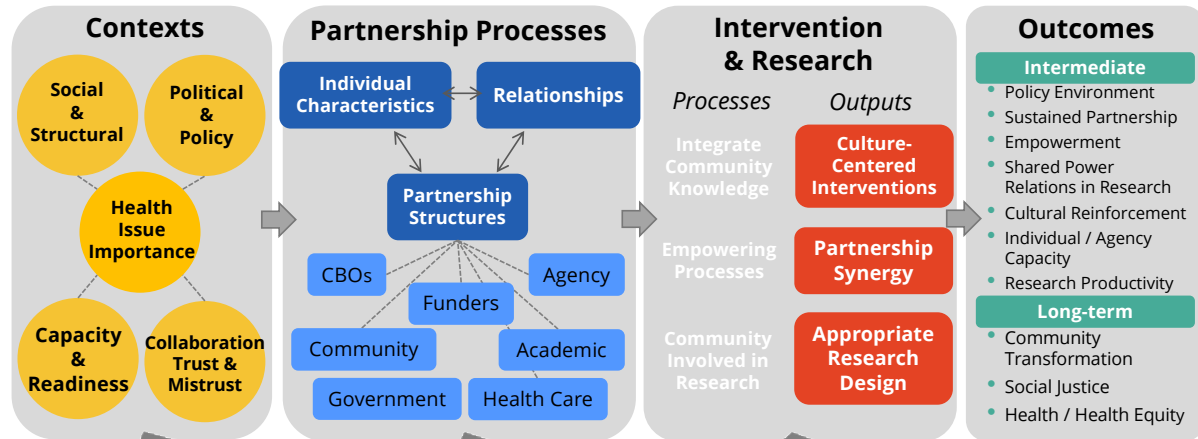 Contexts
Social
&
Structural
Political
&
Policy
Health
Issue
Importance
Capacity
&
Readiness
Collaboration
Trust &
Mistrust
Partnership Processes
Individual
Characteristics
Relationships
Partnership
Structures
CBOs
Agency
Funders
Community
Academic
Government
Health Care
Intervention
& Research
Processes
Outputs
Integrate
Community
Knowledge
Culture-
Centered
Interventions
Empowering
Processes
Partnership
Synergy
Community
Involved in
Research
Appropriate
Research
Design
Outcomes
Intermediate
• Policy Environment
• Sustained Partnership
• Empowerment
• Shared Power
Relations in Research
• Cultural Reinforcement
• Individual / Agency
Capacity
• Research Productivity
Long-term
• Community
Transformation
• Social Justice
• Health / Health Equity